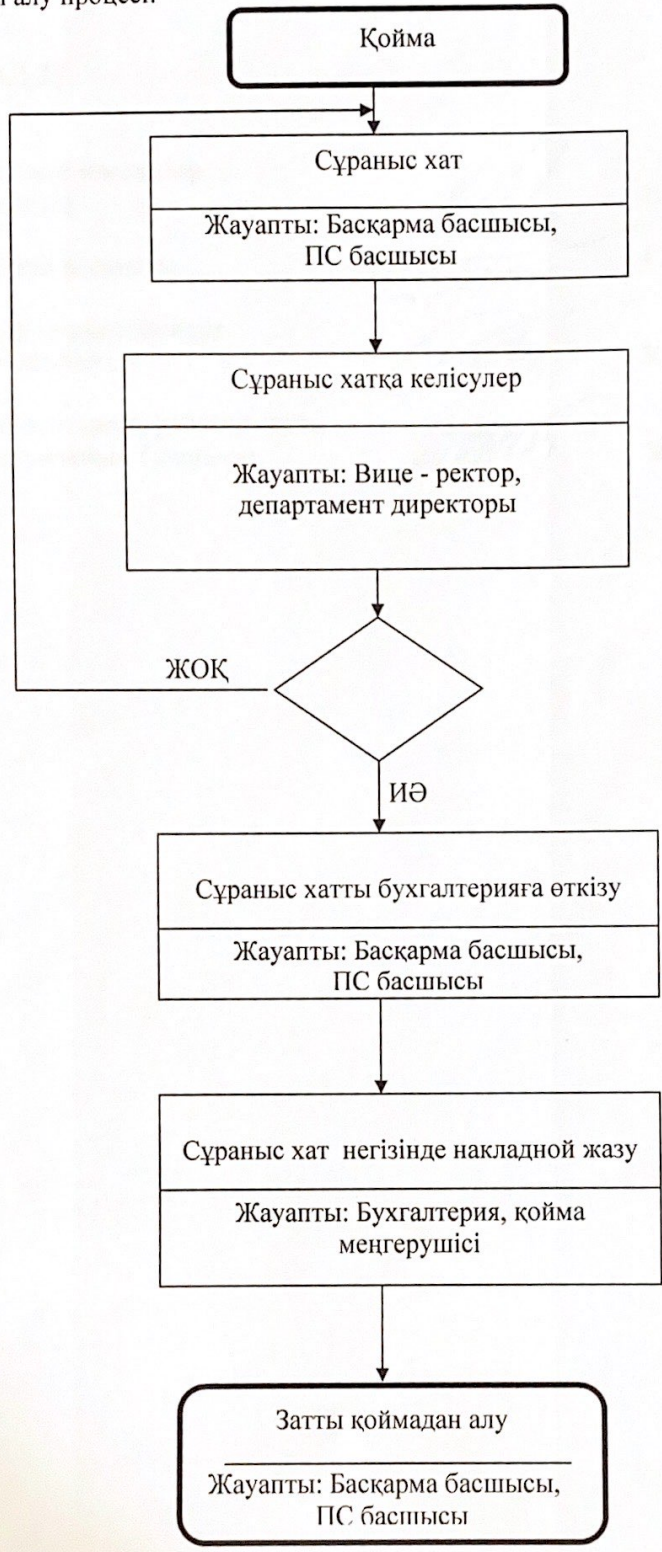 алу процесі.
Қойма
Сұраныс хат
Жауапты: Басқарма басшысы,
ПС басшысы
Сұраныс хатқа келісулер
Жауапты: Вице - ректор,
департамент директоры
ЖОҚ
ИӘ
Сұраныс хатты бухгалтерияға өткізу
Жауапты: Басқарма басшысы,
ПС басшысы
Сұраныс хат негізінде накладной жазу
Жауапты: Бухгалтерия, қойма
меңгерушісі
Затты қоймадан алу
Жауапты: Басқарма басшысы,
ПС басшысы